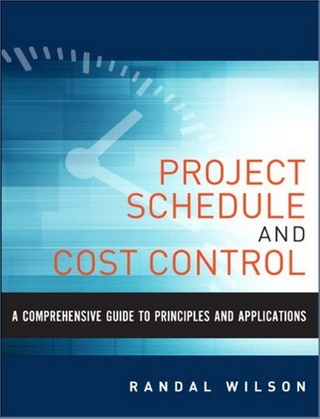 PROJECT
SCHEDULE
AND
COST CONTROL
A COMPREHENSIVE GUIDE TO PRINCIPLES AND APPLICATIONS
RANDAL WILSON